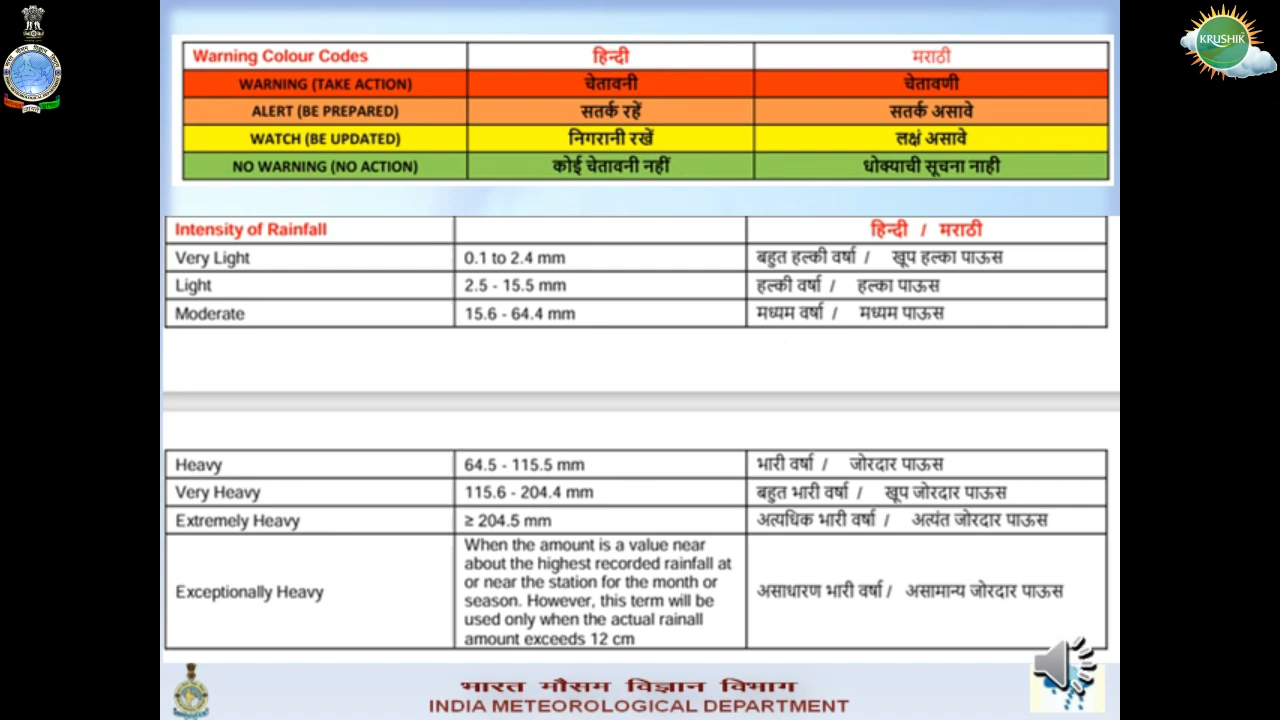 KRUSHIK
Warning Colour Codes हिन्दी मराठी
WARNING (TAKE ACTION) चेतावनी चेतावणी
ALERT (BE PREPARED) सतर्क रहें सतर्क असावे
WATCH (BE UPDATED) निगरानी रखें लक्षं असावे
NO WARNING (NO ACTION) कोई चेतावनी नहीं धोक्याची सूचना नाही
Intensity of Rainfall हिन्दी / मराठी
Very Light 0.1 to 2.4 mm बहुत हल्की वर्षा / खूप हल्का पाऊस
Light 2.5 - 15.5 mm हल्की वर्षा / हल्का पाऊस
Moderate 15.6 - 64.4 mm मध्यम वर्षा / मध्यम पाऊस
Heavy 64.5 - 115.5 mm भारी वर्षा / जोरदार पाऊस
Very Heavy 115.6 - 204.4 mm बहुत भारी वर्षा / खूप जोरदार पाऊस
Extremely Heavy ≥ 204.5 mm अत्यधिक भारी वर्षा / अत्यंत जोरदार पाऊस
When the amount is a value near
about the highest recorded rainfall at
or near the station for the month or
Exceptionally Heavy असाधारण भारी वर्षा / असामान्य जोरदार पाऊस
season. However, this term will be
used only when the actual rainall
amount exceeds 12 cm
भारत मौसम विज्ञान विभाग
INDIA METEOROLOGICAL DEPARTMENT